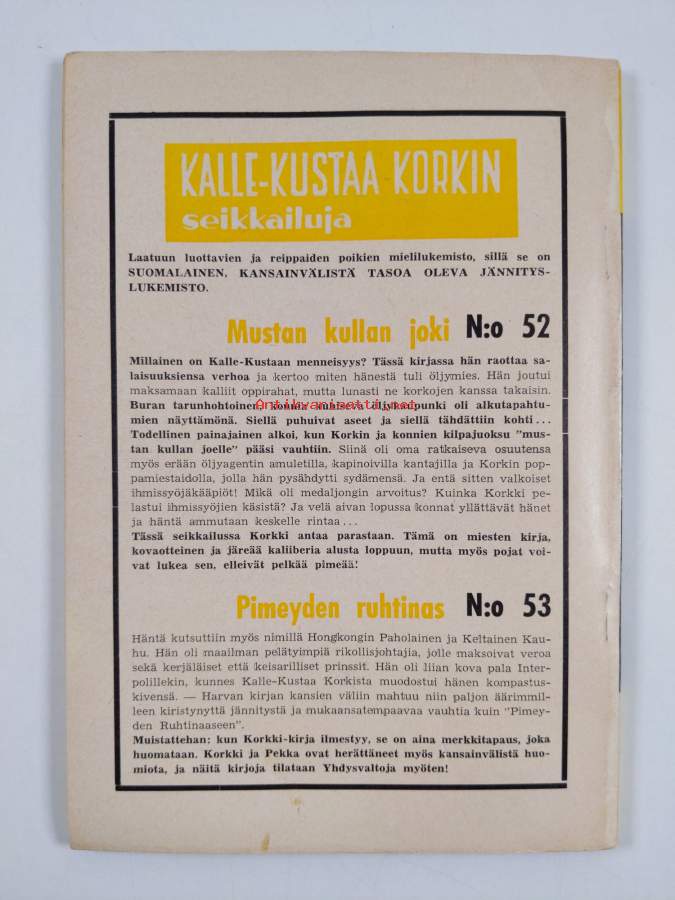 KALLE-KUSTAA KORKIN
seikkailuja
Laatuun luottavien ja reippaiden poikien mielilukemisto, sillä se on
SUOMALAINEN, KANSAINVÄLISTÄ TASOA OLEVA JÄNNITYS-
LUKEMISTO.
Mustan kullan joki N:o 52
Millainen on Kalle-Kustaan menneisyys? Tässä kirjassa hän raottaa sa-
laisuuksiensa verhoa ja kertoo miten hänestä tuli öljymies. Hän joutui
maksamaan kalliit oppirahat, mutta lunasti ne korkojen kanssa takaisin.
Buran tarunhohtoinen, konnia vilisevä öljykaupunki oli alkutapahtu-
Antikvariaatti.net
mien näyttämönä. Siellä puhuivat aseet ja siellä tähdättiin kohti...
Todellinen painajainen alkoi, kun Korkin ja konnien kilpajuoksu "mus-
tan kullan joelle" pääsi vauhtiin. Siinä oli oma ratkaiseva osuutensa
myös erään öljyagentin amuletilla, kapinoivilla kantajilla ja Korkin pop-
pamiestaidolla, jolla hän pysähdytti sydämensä. Ja entä sitten valkoiset
ihmissyöjäkääpiöt! Mikä oli medaljongin arvoitus? Kuinka Korkki pe-
lastui ihmissyöjien käsistä? Ja velä aivan lopussa konnat yllättävät hänet
ja häntä ammutaan keskelle rintaa...
Tässä seikkailussa Korkki antaa parastaan. Tämä on miesten kirja,
kovaotteinen ja järeää kaliiberia alusta loppuun, mutta myös pojat voi-
vat lukea sen, elleivät pelkää pimeää!
Pimeyden ruhtinas N:o 53
Häntä kutsuttiin myös nimillä Hongkongin Paholainen ja Keltainen Kau-
hu. Hän oli maailman pelätyimpiä rikollisjohtajia, jolle maksoivat veroa
sekä kerjäläiset että keisarilliset prinssit. Hän oli liian kova pala Inter-
polillekin, kunnes Kalle-Kustaa Korkista muodostui hänen kompastus-
kivensä. — Harvan kirjan kansien väliin mahtuu niin paljon äärimmil-
leen kiristynyttä jännitystä ja mukaansatempaavaa vauhtia kuin "Pimey-
den Ruhtinaaseen".
Muistattehan: kun Korkki-kirja ilmestyy, se on aina merkkitapaus, joka
huomataan. Korkki ja Pekka ovat herättäneet myös kansainvälistä huo-
miota, ja näitä kirjoja tilataan Yhdysvaltoja myöten!